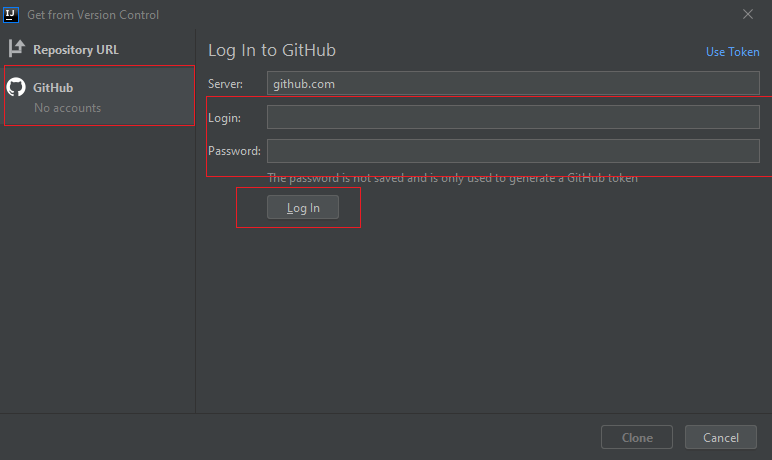 IJ
Get from Version Control
Repository URL
GitHub
No accounts
Log In to GitHub
Use Token
Server: github.com
Login:
Password:
The password is not saved and is only used to generate a GitHub token
Log In
Clone
Cancel